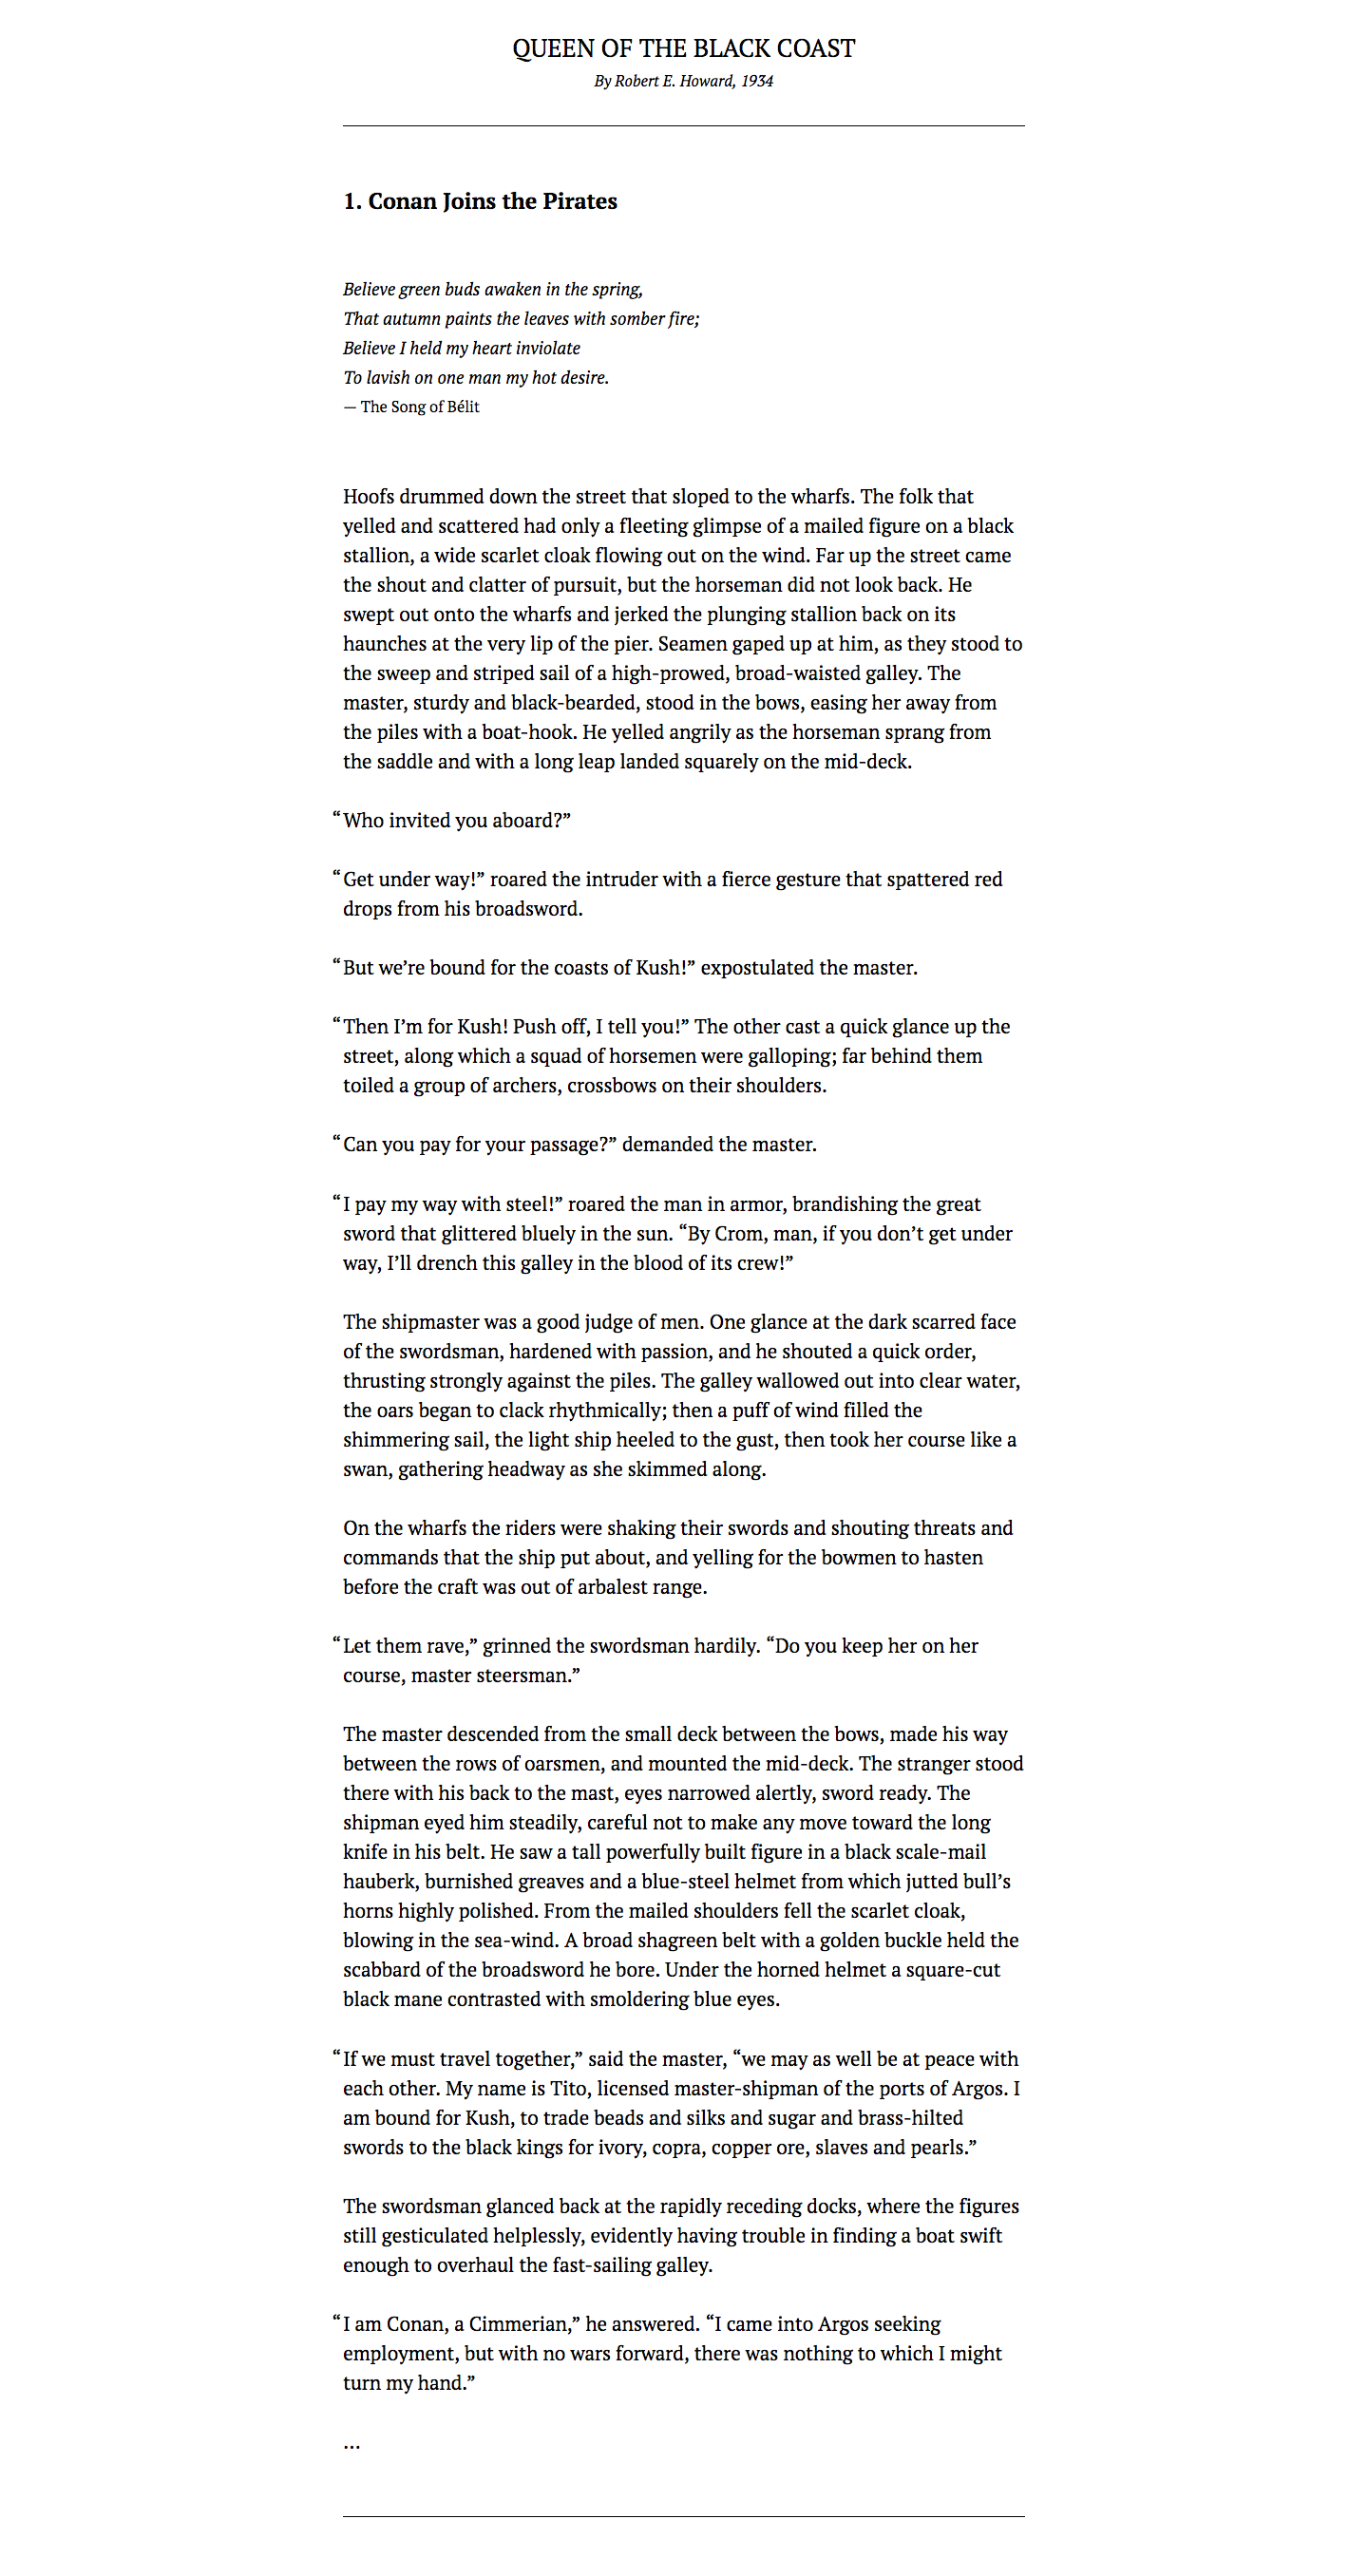 QUEEN OF THE BLACK COAST
By Robert E. Howard, 1934
1. Conan Joins the Pirates
Believe green buds awaken in the spring,
That autumn paints the leaves with somber fire;
Believe I held my heart inviolate
To lavish on one man my hot desire.
— The Song of Bélit
Hoofs drummed down the street that sloped to the wharfs. The folk that
yelled and scattered had only a fleeting glimpse of a mailed figure on a black
stallion, a wide scarlet cloak flowing out on the wind. Far up the street came
the shout and clatter of pursuit, but the horseman did not look back. He
swept out onto the wharfs and jerked the plunging stallion back on its
haunches at the very lip of the pier. Seamen gaped up at him, as they stood to
the sweep and striped sail of a high-prowed, broad-waisted galley. The
master, sturdy and black-bearded, stood in the bows, easing her away from
the piles with a boat-hook. He yelled angrily as the horseman sprang from
the saddle and with a long leap landed squarely on the mid-deck.
“Who invited you aboard?”
“Get under way!” roared the intruder with a fierce gesture that spattered red
drops from his broadsword.
“But we’re bound for the coasts of Kush!” expostulated the master.
“Then I’m for Kush! Push off, I tell you!” The other cast a quick glance up the
street, along which a squad of horsemen were galloping; far behind them
toiled a group of archers, crossbows on their shoulders.
“Can you pay for your passage?” demanded the master.
“I pay my way with steel!” roared the man in armor, brandishing the great
sword that glittered bluely in the sun. “By Crom, man, if you don’t get under
way, I’ll drench this galley in the blood of its crew!”
The shipmaster was a good judge of men. One glance at the dark scarred face
of the swordsman, hardened with passion, and he shouted a quick order,
thrusting strongly against the piles. The galley wallowed out into clear water,
the oars began to clack rhythmically; then a puff of wind filled the
shimmering sail, the light ship heeled to the gust, then took her course like a
swan, gathering headway as she skimmed along.
On the wharfs the riders were shaking their swords and shouting threats and
commands that the ship put about, and yelling for the bowmen to hasten
before the craft was out of arbalest range.
“Let them rave,” grinned the swordsman hardily. “Do you keep her on her
course, master steersman.”
The master descended from the small deck between the bows, made his way
between the rows of oarsmen, and mounted the mid-deck. The stranger stood
there with his back to the mast, eyes narrowed alertly, sword ready. The
shipman eyed him steadily, careful not to make any move toward the long
knife in his belt. He saw a tall powerfully built figure in a black scale-mail
hauberk, burnished greaves and a blue-steel helmet from which jutted bull’s
horns highly polished. From the mailed shoulders fell the scarlet cloak,
blowing in the sea-wind. A broad shagreen belt with a golden buckle held the
scabbard of the broadsword he bore. Under the horned helmet a square-cut
black mane contrasted with smoldering blue eyes.
“If we must travel together,” said the master, “we may as well be at peace with
each other. My name is Tito, licensed master-shipman of the ports of Argos. I
am bound for Kush, to trade beads and silks and sugar and brass-hilted
swords to the black kings for ivory, copra, copper ore, slaves and pearls.”
The swordsman glanced back at the rapidly receding docks, where the figures
still gesticulated helplessly, evidently having trouble in finding a boat swift
enough to overhaul the fast-sailing galley.
“I am Conan, a Cimmerian,” he answered. “I came into Argos seeking
employment, but with no wars forward, there was nothing to which I might
turn my hand.”
…